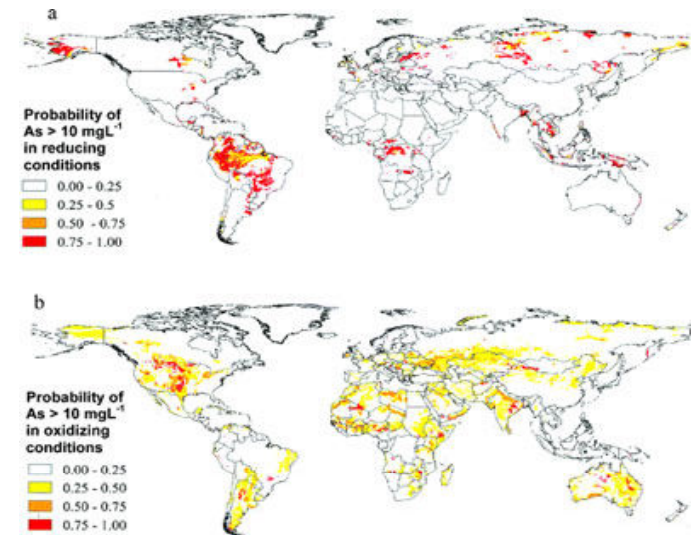 a
Probability of
As > 10 mgL-1
in reducing
conditions
0.00 - 0.25
0.25 - 0.5
0.50 - 0.75
0.75 - 1.00
b
Probability of
As > 10 mgL-1
in oxidizing
conditions
0.00 - 0.25
0.25 - 0.50
0.50 - 0.75
0.75 - 1.00